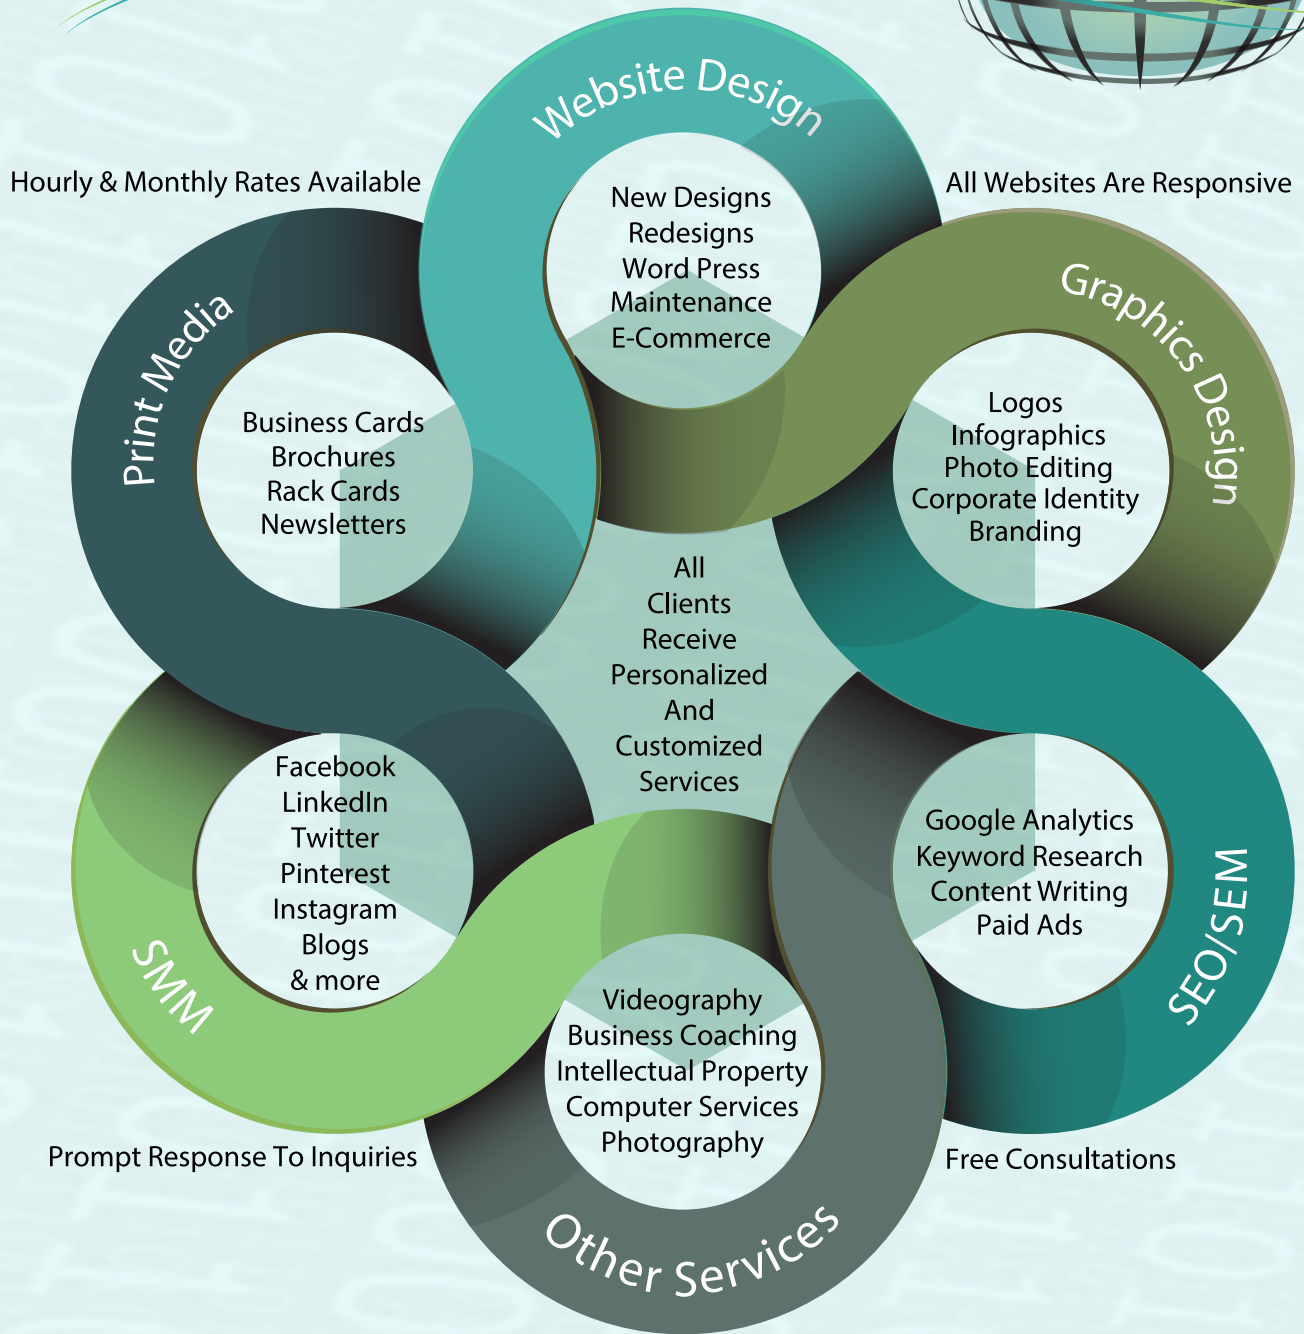 Website Design
Hourly & Monthly Rates Available
All Websites Are Responsive
New Designs
Redesigns
Word Press
Maintenance
E-Commerce
Graphics Design
Logos
Infographics
Photo Editing
Corporate Identity
Branding
Print Media
Business Cards
Brochures
Rack Cards
Newsletters
All
Clients
Receive
Personalized
And
Customized
Services
Facebook
LinkedIn
Twitter
Pinterest
Instagram
Blogs
& more
SMM
Google Analytics
Keyword Research
Content Writing
Paid Ads
SEO/SEM
Videography
Business Coaching
Intellectual Property
Computer Services
Photography
Other Services
Prompt Response To Inquiries
Free Consultations